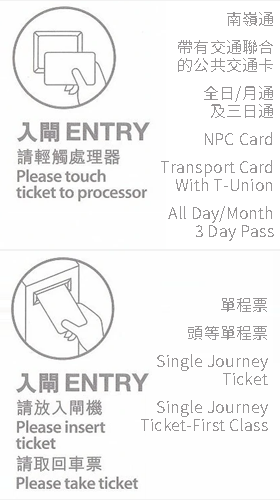 入閘 ENTRY
請輕觸處理器
Please touch
ticket to processor
南嶺通
帶有交通聯合
的公共交通卡
全日/月通
及三日通
NPC Card
Transport Card
With T-Union
All Day/Month
3 Day Pass
入閘 ENTRY
請放入閘機
Please insert
ticket
請取回車票
Please take ticket
單程票
頭等單程票
Single Journey
Ticket
Single Journey
Ticket-First Class